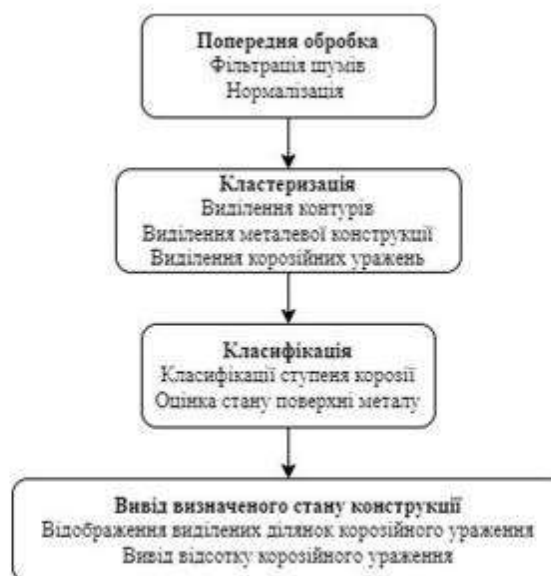 Попередня обробка
Фільтрація шумів
Нормалізація
Кластеризація
Виділення контурів
Виділення металевої конструкції
Виділення корозійних уражень
Класифікація
Класифікації ступеня корозії
Оцінка стану поверхні металу
Вивід визначеного стану конструкції
Відображення виділених ділянок корозійного ураження
Вивід відсотку корозійного ураження